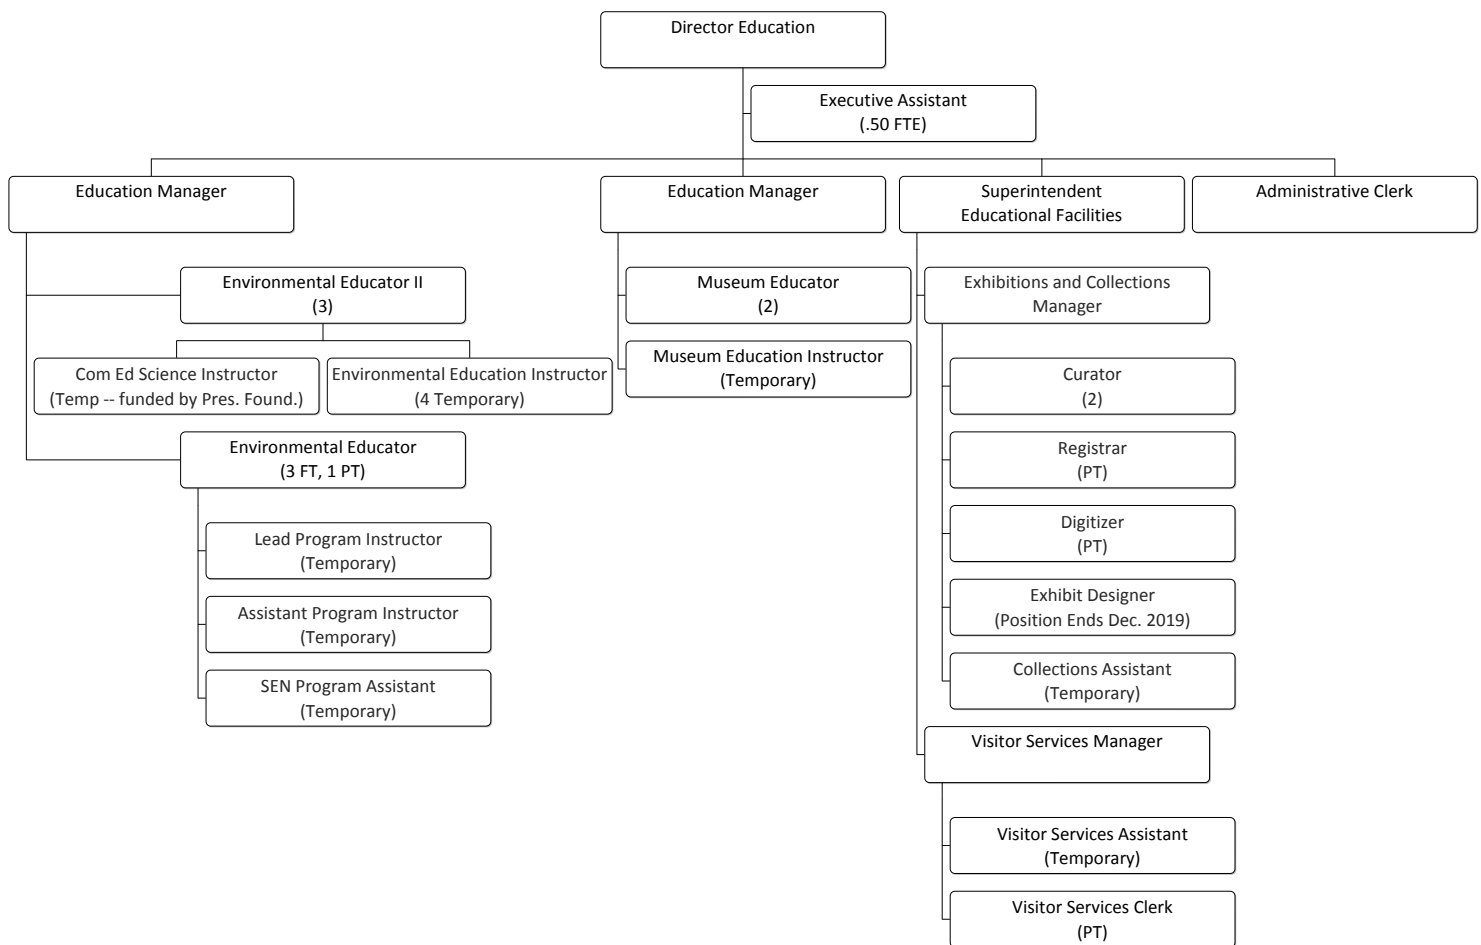 Director Education
Executive Assistant
(.50 FTE)
Education Manager
Environmental Educator II
(3)
Com Ed Science Instructor
(Temp -- funded by Pres. Found.)
Environmental Education Instructor
(4 Temporary)
Environmental Educator
(3 FT, 1 PT)
Lead Program Instructor
(Temporary)
Assistant Program Instructor
(Temporary)
SEN Program Assistant
(Temporary)
Education Manager
Museum Educator
(2)
Museum Education Instructor
(Temporary)
Superintendent
Educational Facilities
Exhibitions and Collections
Manager
Curator
(2)
Registrar
(PT)
Digitizer
(PT)
Exhibit Designer
(Position Ends Dec. 2019)
Collections Assistant
(Temporary)
Visitor Services Manager
Visitor Services Assistant
(Temporary)
Visitor Services Clerk
(PT)
Administrative Clerk